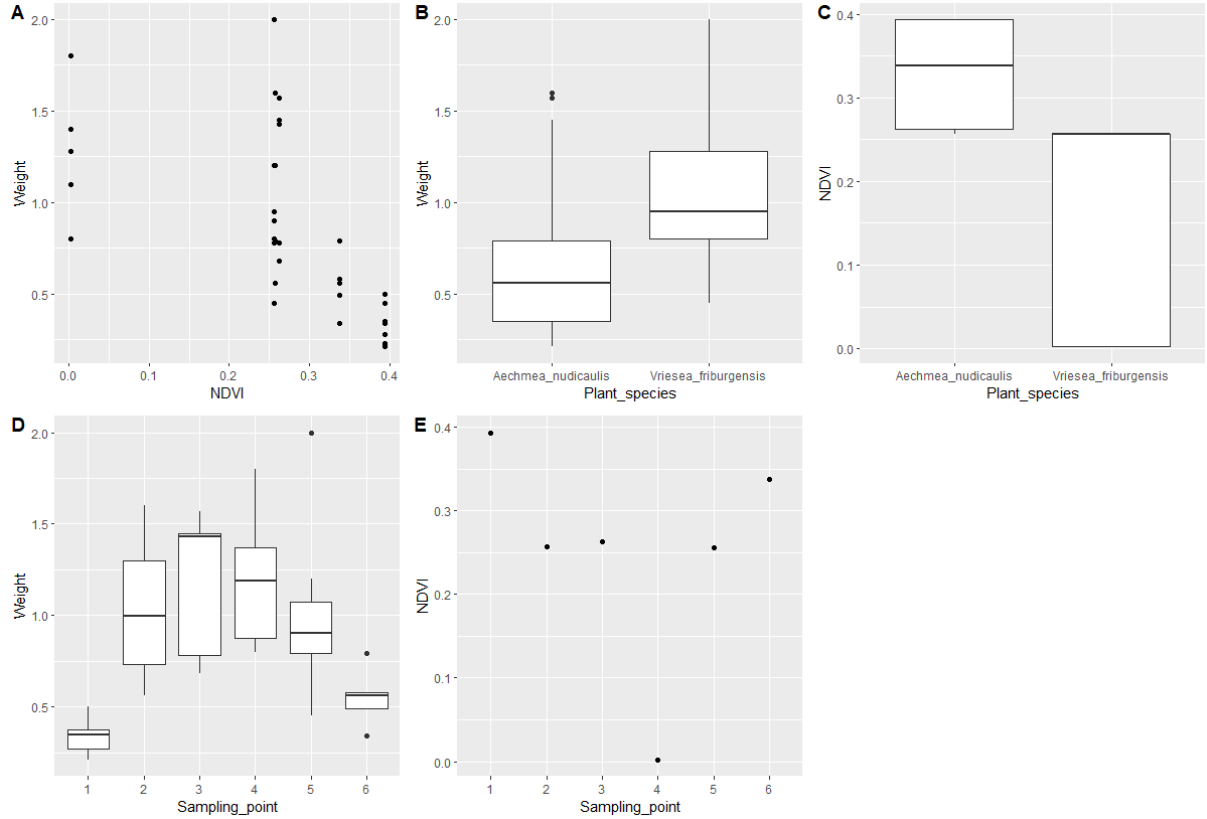 A
2.0
1.5
1.0
0.5
Weight
0.0 0.1 0.2 0.3 0.4
NDVI
B
2.0
1.5
1.0
0.5
Weight
Aechmea_nudicaulis Vriesea_friburgensis
Plant_species
C
0.4
0.3
0.2
0.1
0.0
NDVI
Aechmea_nudicaulis Vriesea_friburgensis
Plant_species
D
2.0
1.5
1.0
0.5
Weight
1 2 3 4 5 6
Sampling_point
E
0.4
0.3
0.2
0.1
0.0
NDVI
1 2 3 4 5 6
Sampling_point